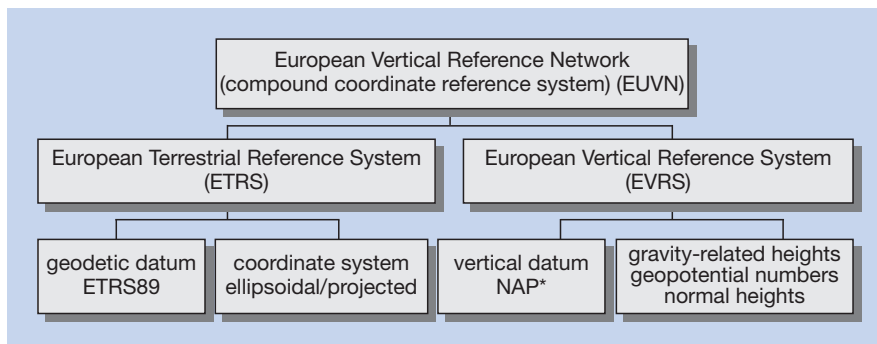 European Vertical Reference Network
(compound coordinate reference system) (EUVN)
European Terrestrial Reference System
(ETRS)
European Vertical Reference System
(EVRS)
geodetic datum
ETRS89
coordinate system
ellipsoidal/projected
vertical datum
NAP*
gravity-related heights
geopotential numbers
normal heights